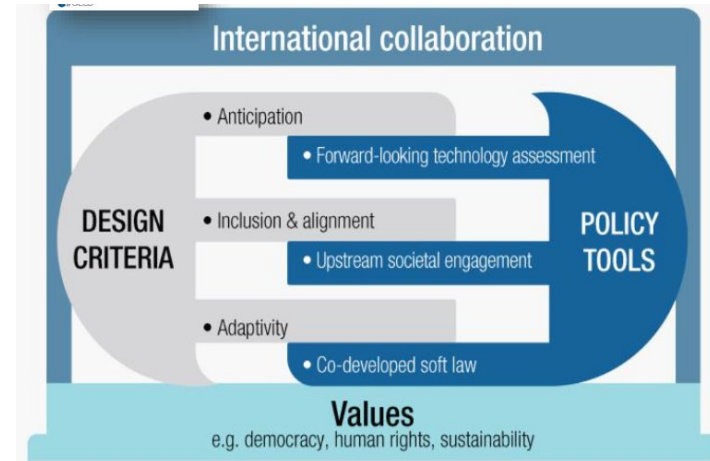 International collaboration
• Anticipation
• Forward-looking technology assessment
DESIGN
CRITERIA
• Inclusion & alignment
POLICY
TOOLS
• Upstream societal engagement
• Adaptivity
• Co-developed soft law
Values
e.g. democracy, human rights, sustainability